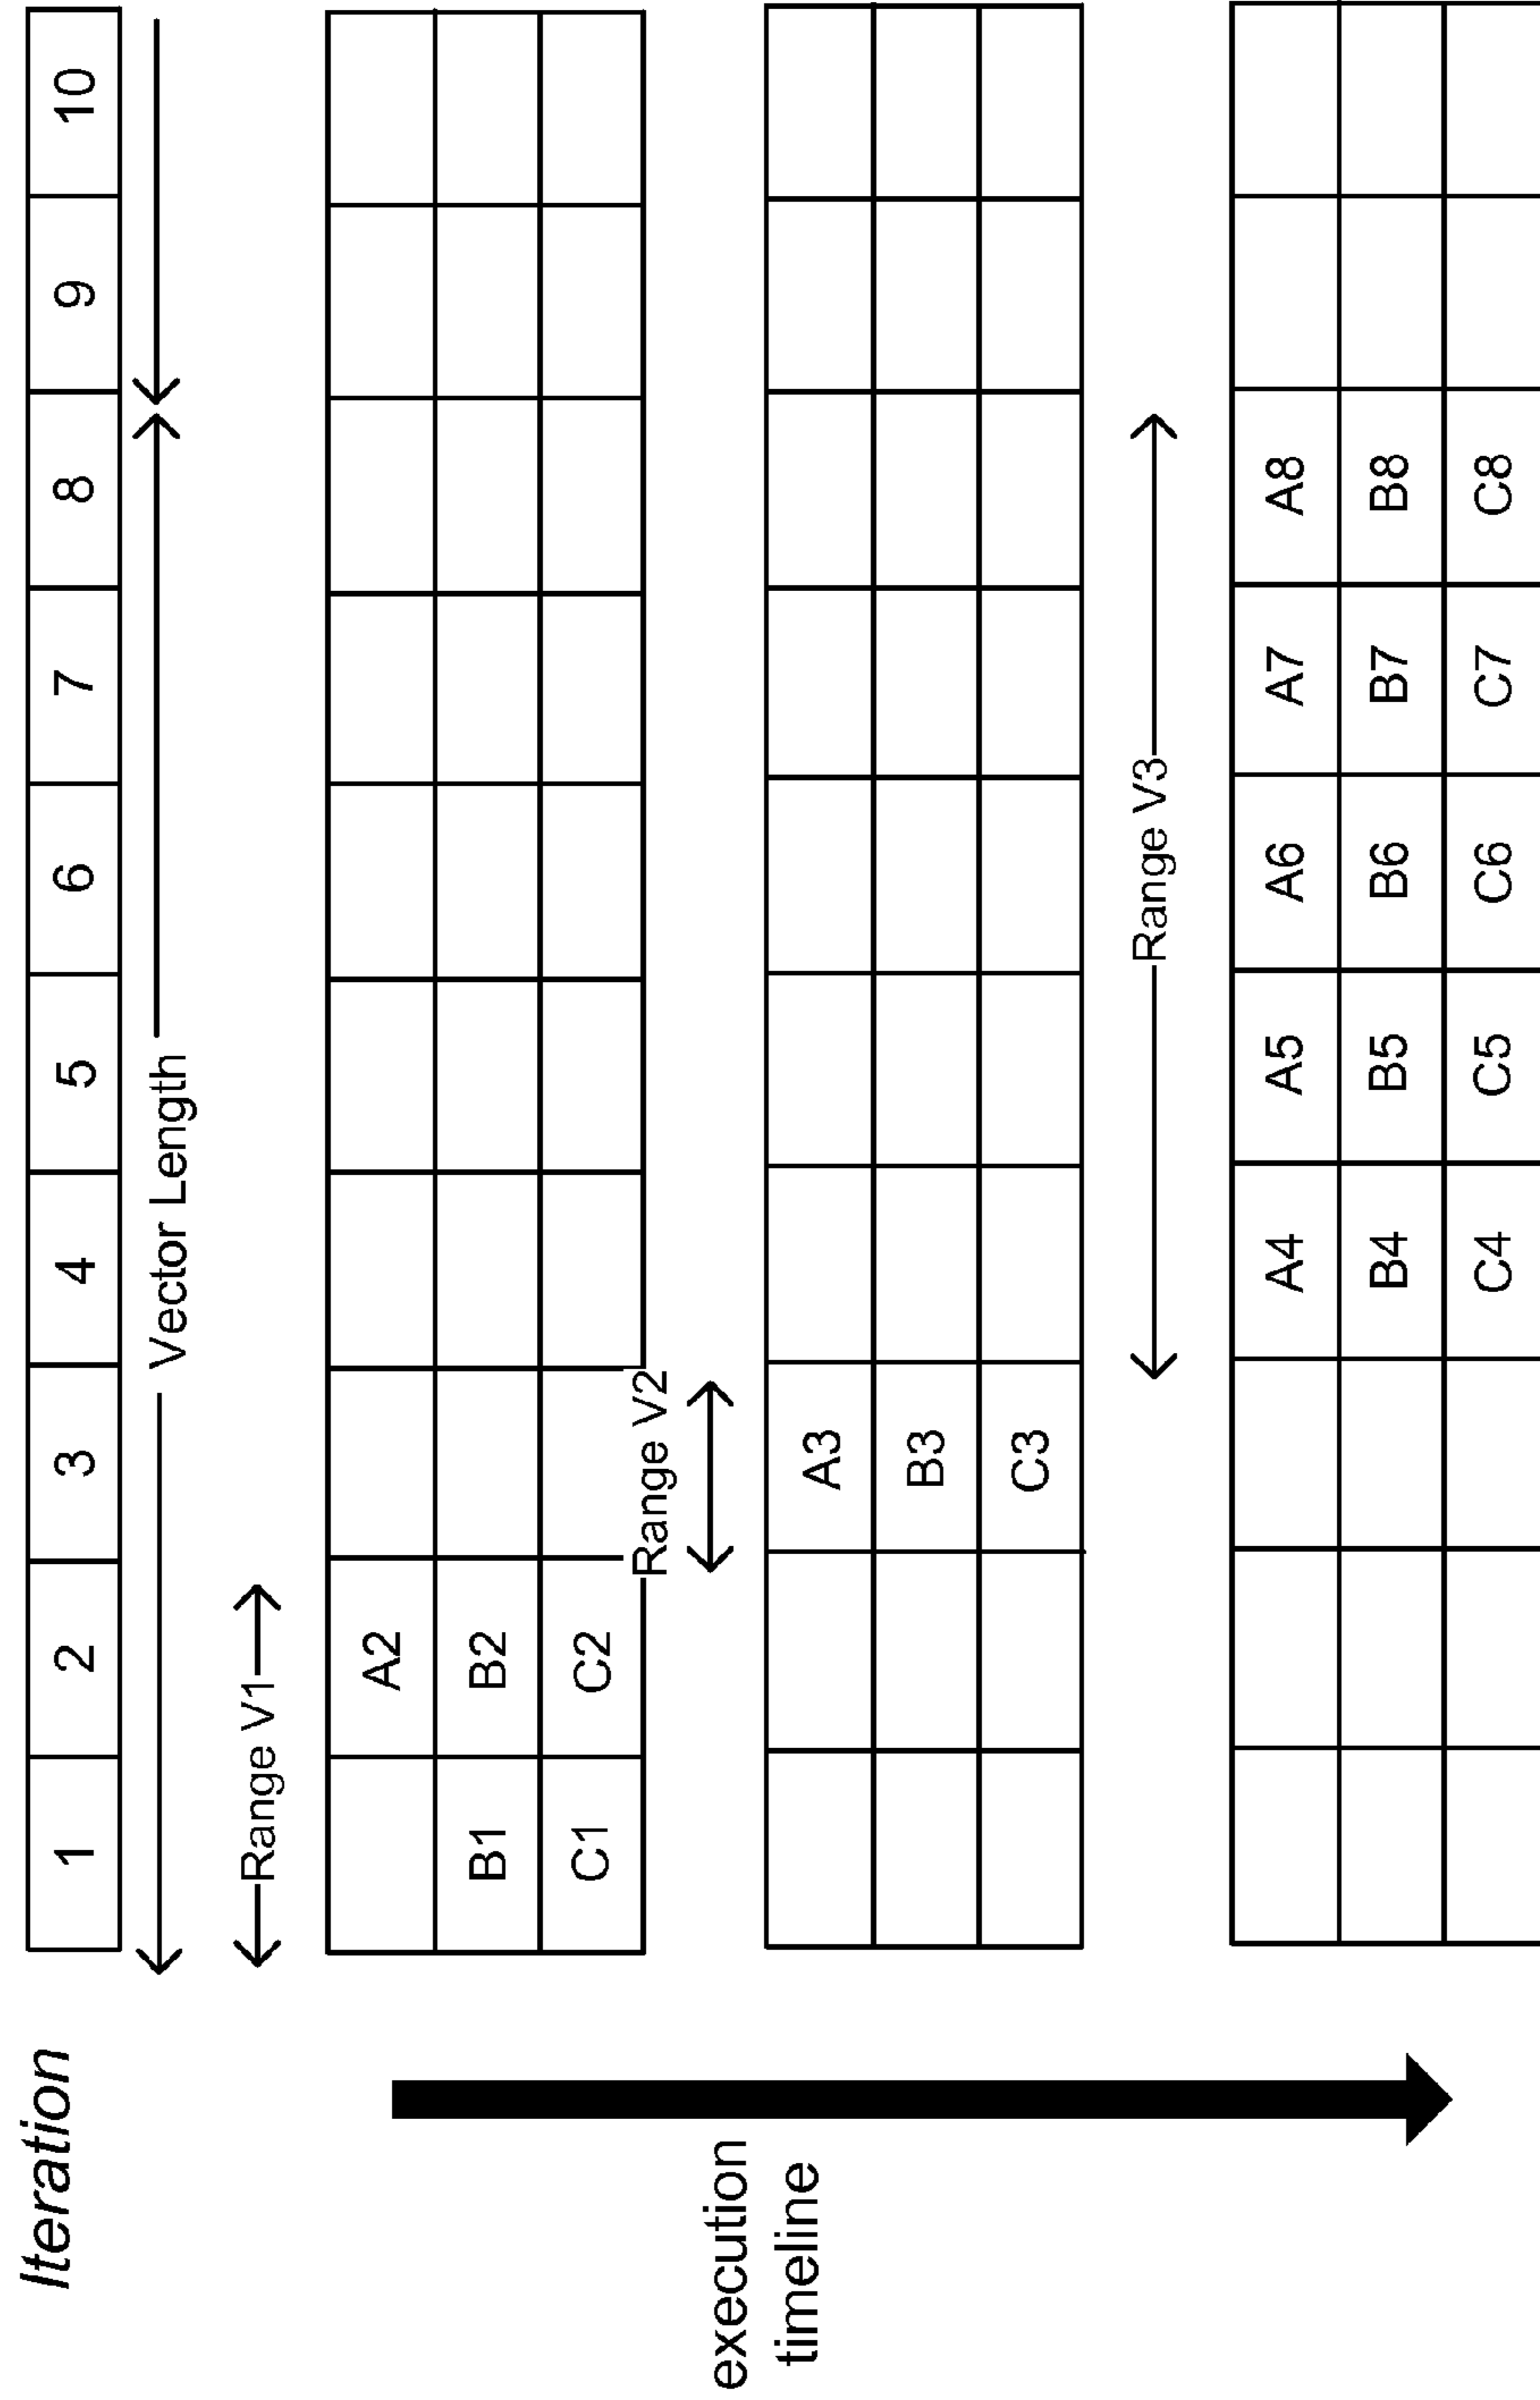 Iteration 1 2 3 4 5 6 7 8 9 10
Vector Length
Range V1
A2
B1 B2
C1 C2
Range V2
A3
B3
C3
Range V3
A4 A5 A6 A7 A8
B4 B5 B6 B7 B8
C4 C5 C6 C7 C8
execution
timeline